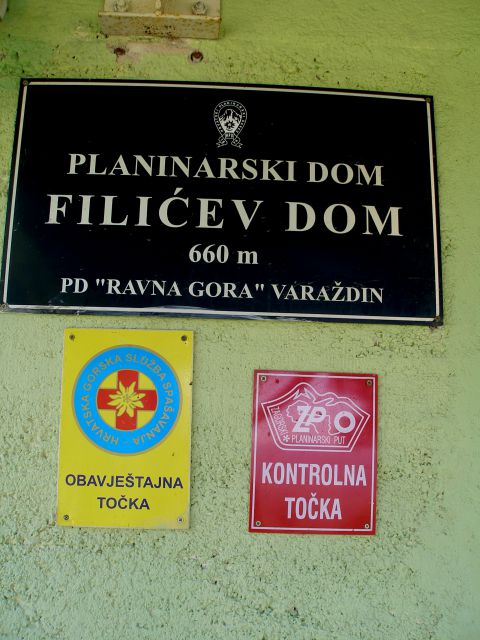 PLANINARSKI DOM
FILIĆEV DOM
660 m
PD "RAVNA GORA" VARAŽDIN
HRVATSKA GORSKA SLUŽBA SPAŠAVANJA -
OBAVJEŠTAJNA
TOČKA
ZAGORSKI
ZPO
PLANINARSKI PUT
KONTROLNA
TOČKA